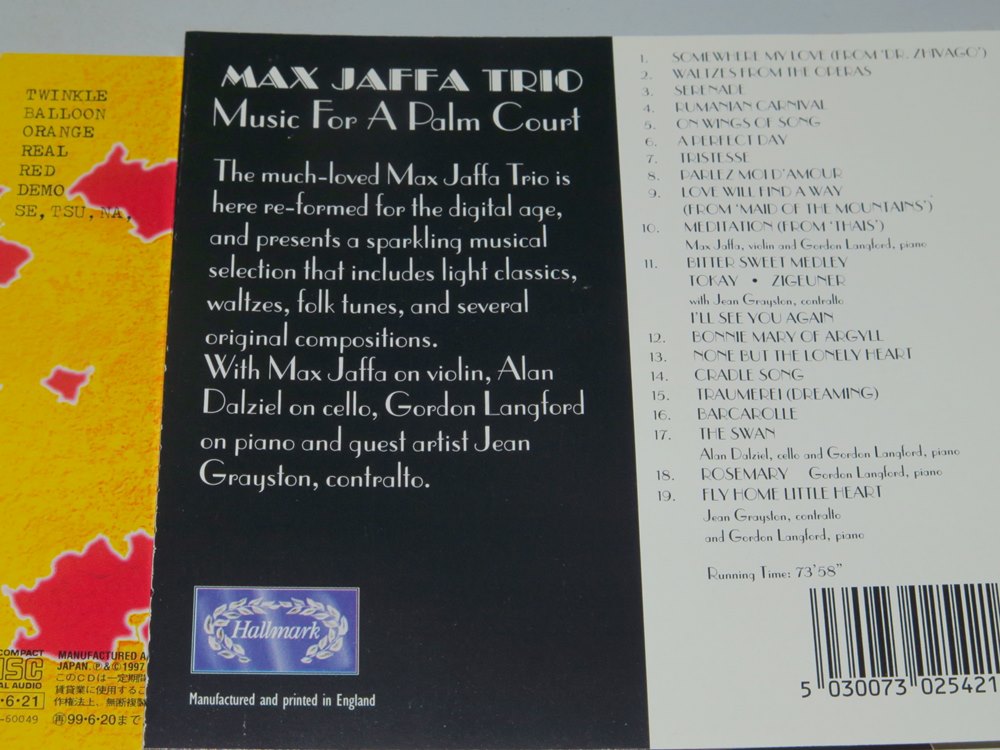 TWINKLE
BALLOON
ORANGE
REAL
RED
DEMO
SE,TSU,NA,
COMPACT
DISC
AL AUDIO
MANUFACTURED
JAPAN.Ⓟ&©1997
このCDは一定期
賃貸業に使用するこ
作権法上、無断複製
・6・21
-50049
再99・6・20まで
MAX JAFFA TRIO
Music For A Palm Court
The much-loved Max Jaffa Trio is
here re-formed for the digital age,
and presents a sparkling musical
selection that includes light classics,
waltzes, folk tunes, and several
original compositions.
With Max Jaffa on violin, Alan
Dalziel on cello, Gordon Langford
on piano and guest artist Jean
Grayston, contralto.
Hallmark
Manufactured and printed in England
1. SOMEWHERE MY LOVE (FROM 'DR. ZHIVAGO')
2. WALTZES FROM THE OPERAS
3. SERENADE
4. RUMANIAN CARNIVAL
5. ON WINGS OF SONG
6. A PERFECT DAY
7. TRISTESSE
8. PARLEZ MOI D'AMOUR
9. LOVE WILL FIND A WAY
(FROM 'MAID OF THE MOUNTAINS')
10. MEDITATION (FROM 'THAIS')
Max Jaffa, violin and Gordon Langford, piano
11. BITTER SWEET MEDLEY
TOKAY • ZIGEUNER
with Jean Grayston, contralto
I'LL SEE YOU AGAIN
12. BONNIE MARY OF ARGYLL
13. NONE BUT THE LONELY HEART
14. CRADLE SONG
15. TRAUMEREI (DREAMING)
16. BARCAROLLE
17. THE SWAN
Alan Dalziel, cello and Gordon Langford, piano
18. ROSEMARY Gordon Langford, piano
19. FLY HOME LITTLE HEART
Jean Grayston, contralto
and Gordon Langford, piano
Running Time: 73'58"
5 030073 025421